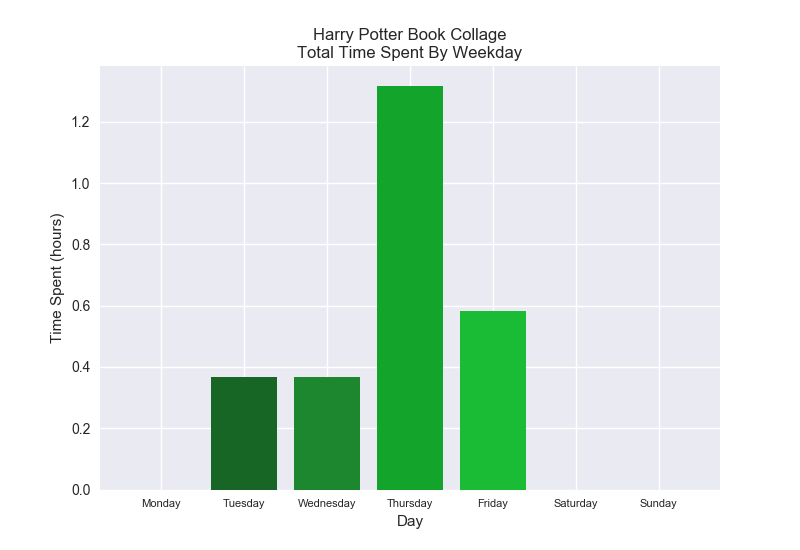 Harry Potter Book Collage
Total Time Spent By Weekday
Time Spent (hours)
1.2
1.0
0.8
0.6
0.4
0.2
0.0
Monday Tuesday Wednesday Thursday Friday Saturday Sunday
Day